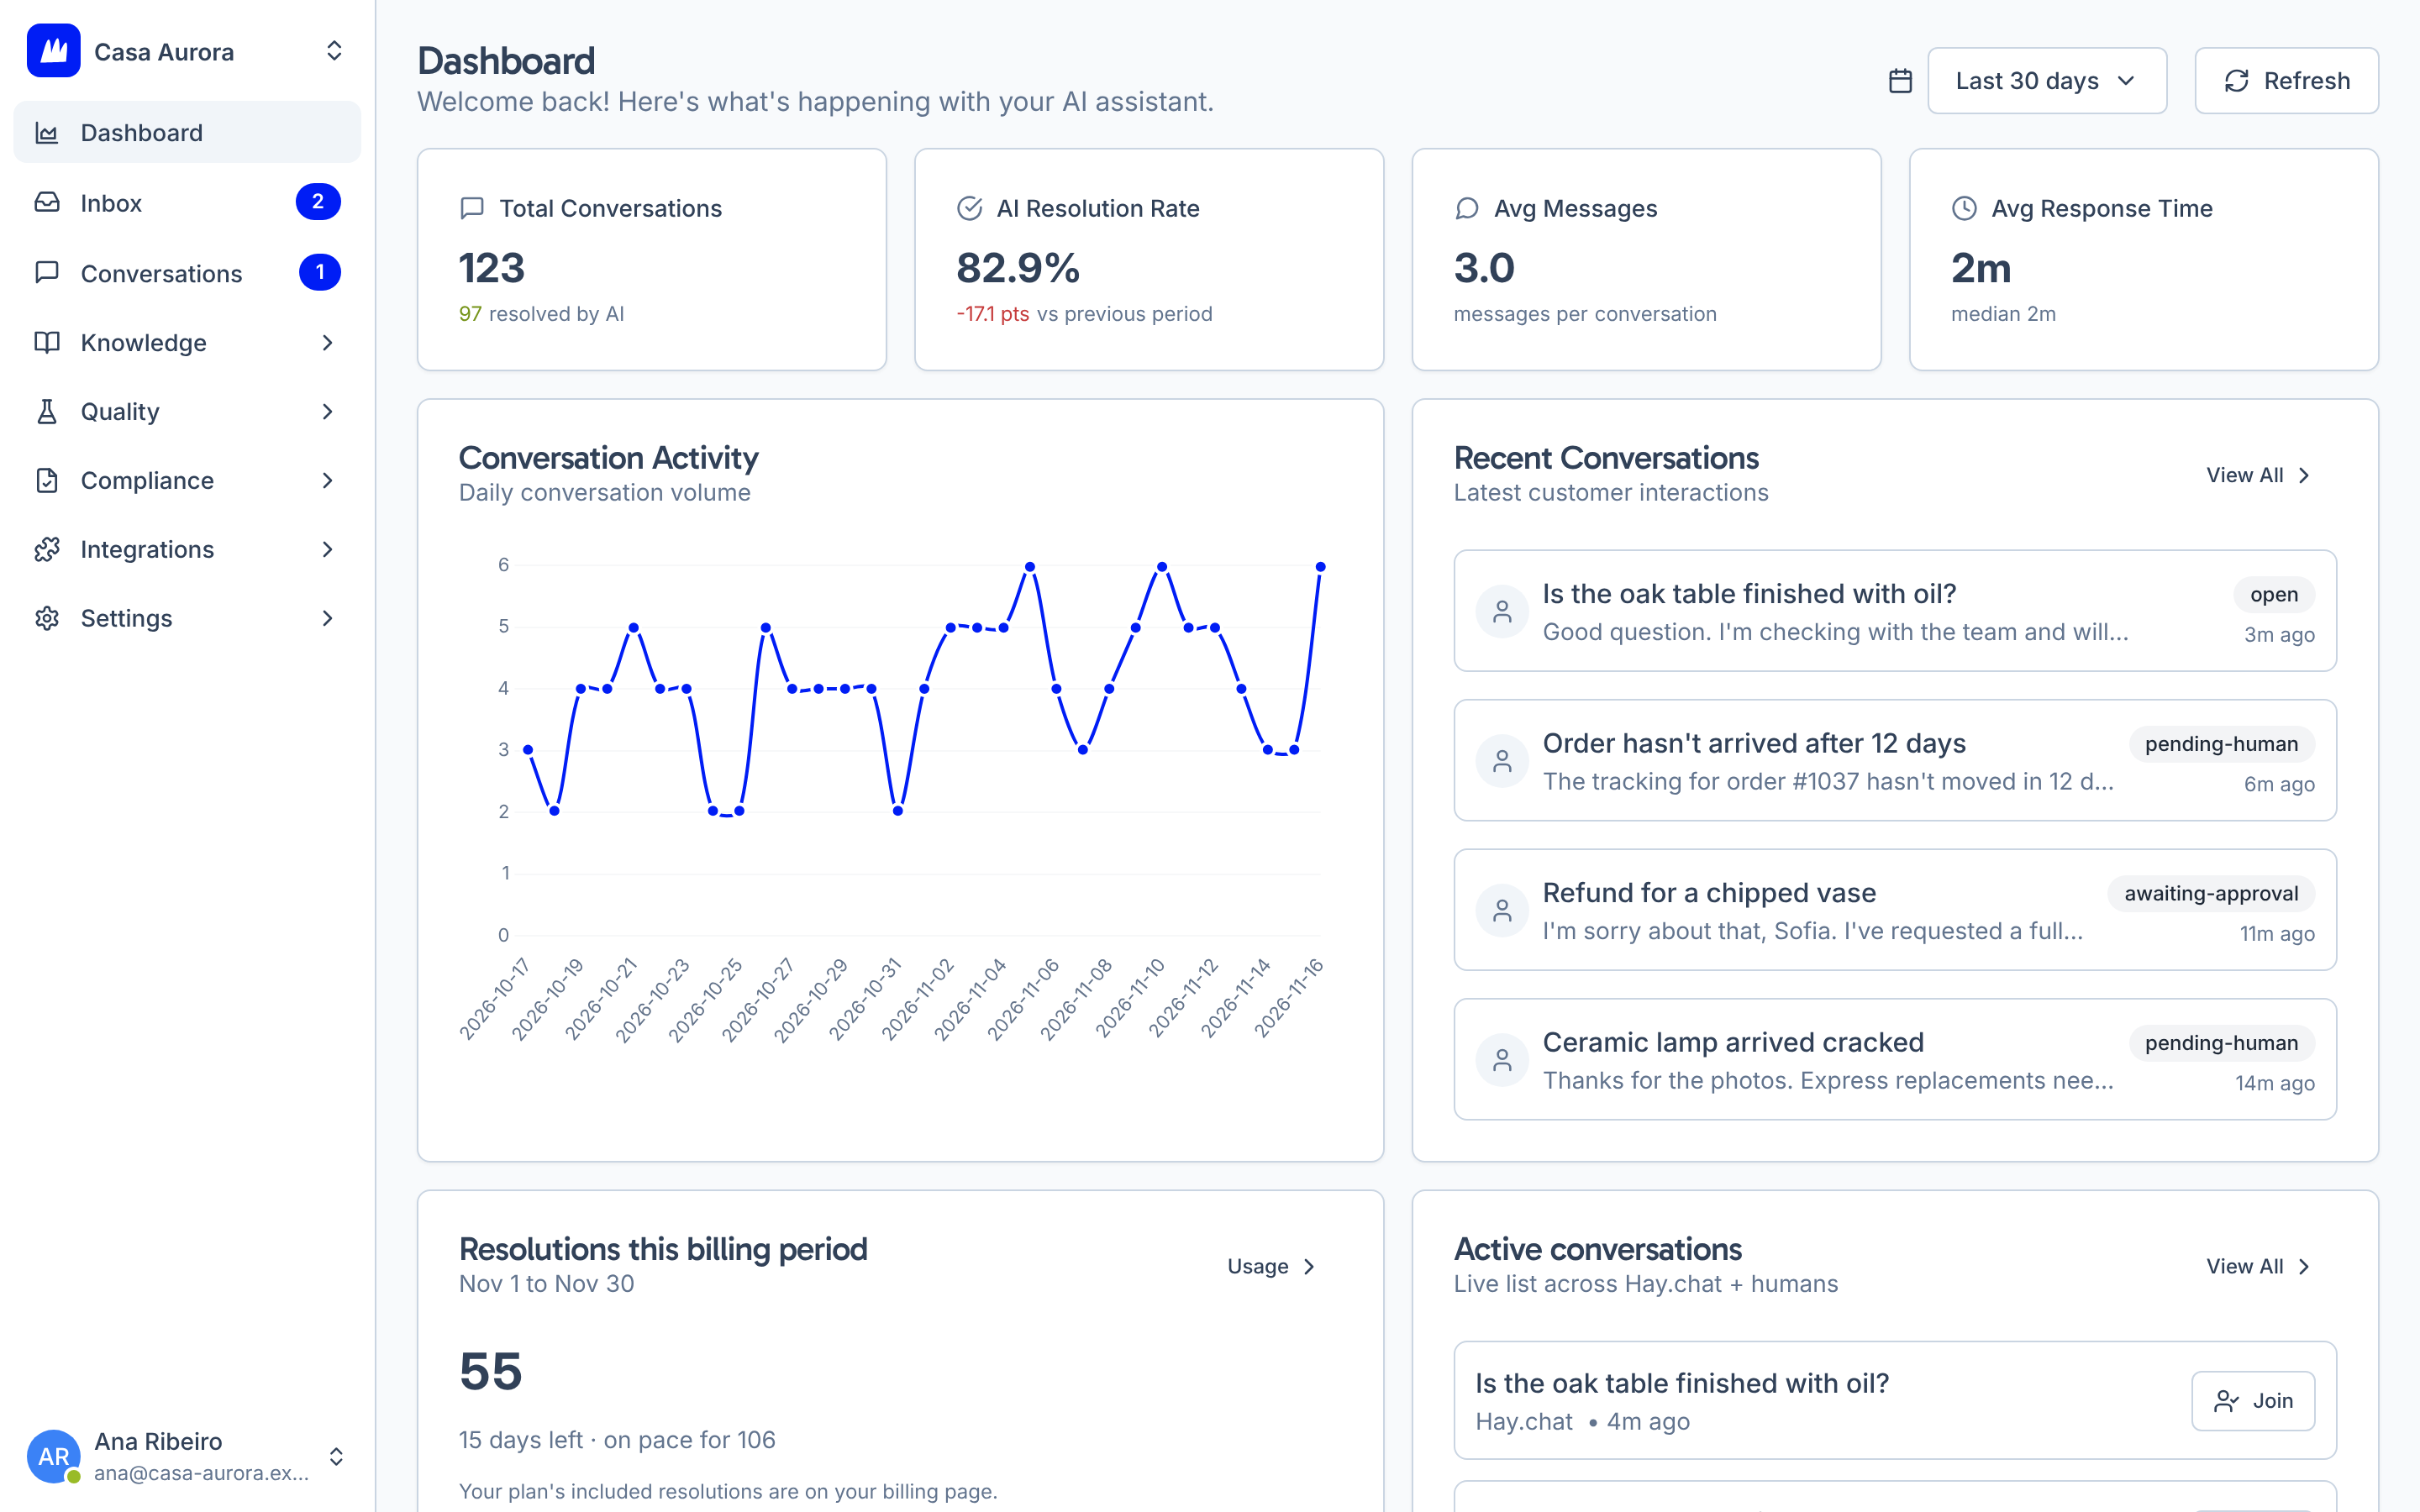 Casa Aurora
Dashboard
Inbox
2
Conversations
1
Knowledge
Quality
Compliance
Integrations
Settings
Ana Ribeiro
AR
ana@casa-aurora.ex...
Dashboard
Welcome back! Here's what's happening with your AI assistant.
Last 30 days
Refresh
Total Conversations
123
97 resolved by AI
AI Resolution Rate
82.9%
-17.1 pts vs previous period
Avg Messages
3.0
messages per conversation
Avg Response Time
2m
median 2m
Conversation Activity
Daily conversation volume
6
5
4
3
2
1
0
2026-10-17
2026-10-19
2026-10-21
2026-10-23
2026-10-25
2026-10-27
2026-10-29
2026-10-31
2026-11-02
2026-11-04
2026-11-06
2026-11-08
2026-11-10
2026-11-12
2026-11-14
2026-11-16
Recent Conversations
Latest customer interactions
View All
Is the oak table finished with oil?
open
Good question. I'm checking with the team and will...
3m ago
Order hasn't arrived after 12 days
pending-human
The tracking for order #1037 hasn't moved in 12 d...
6m ago
Refund for a chipped vase
awaiting-approval
I'm sorry about that, Sofia. I've requested a full...
11m ago
Ceramic lamp arrived cracked
pending-human
Thanks for the photos. Express replacements nee...
14m ago
Resolutions this billing period
Nov 1 to Nov 30
Usage
55
15 days left · on pace for 106
Your plan's included resolutions are on your billing page.
Active conversations
Live list across Hay.chat + humans
View All
Is the oak table finished with oil?
Hay.chat • 4m ago
Join